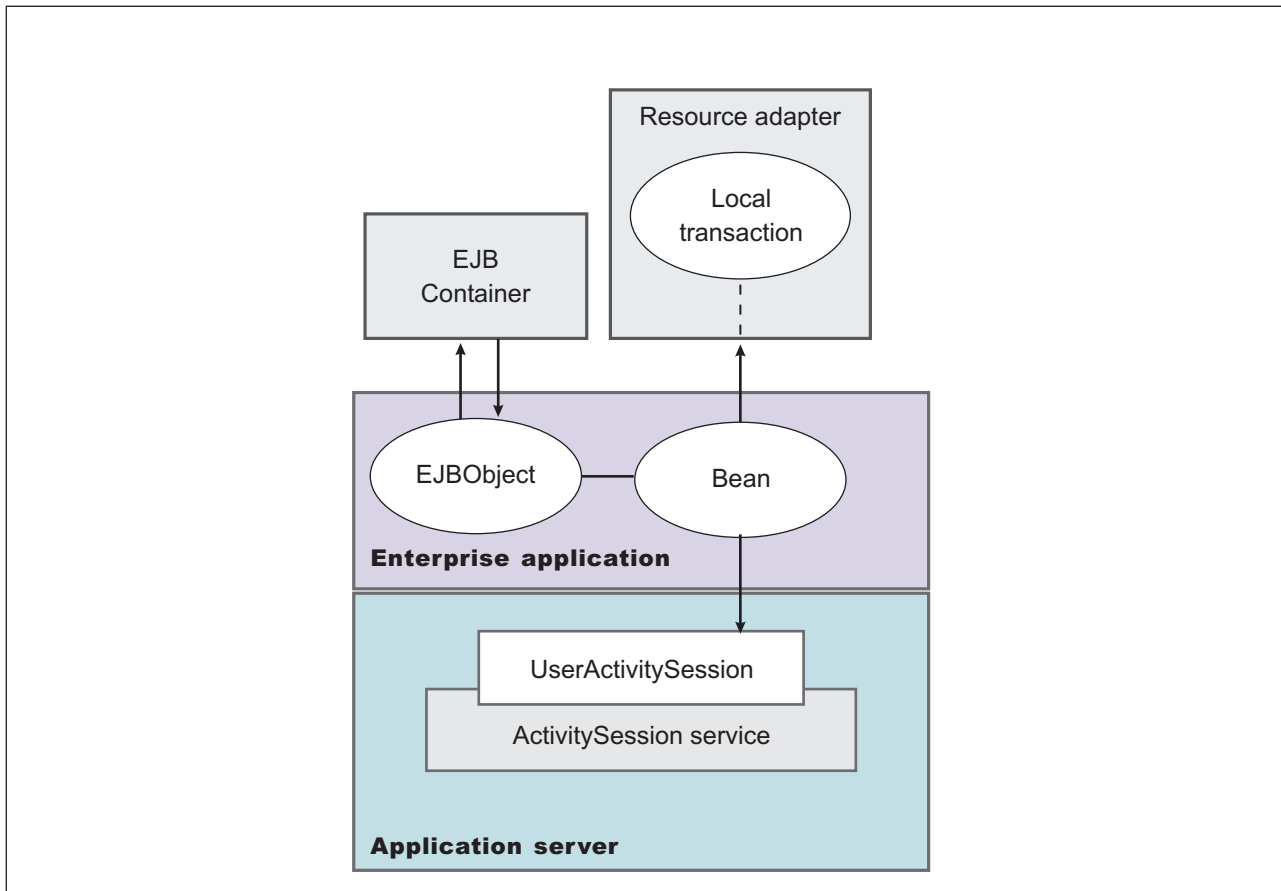 Resource adapter
Local
transaction
EJB
Container
EJBObject
Bean
Enterprise application
UserActivitySession
ActivitySession service
Application server